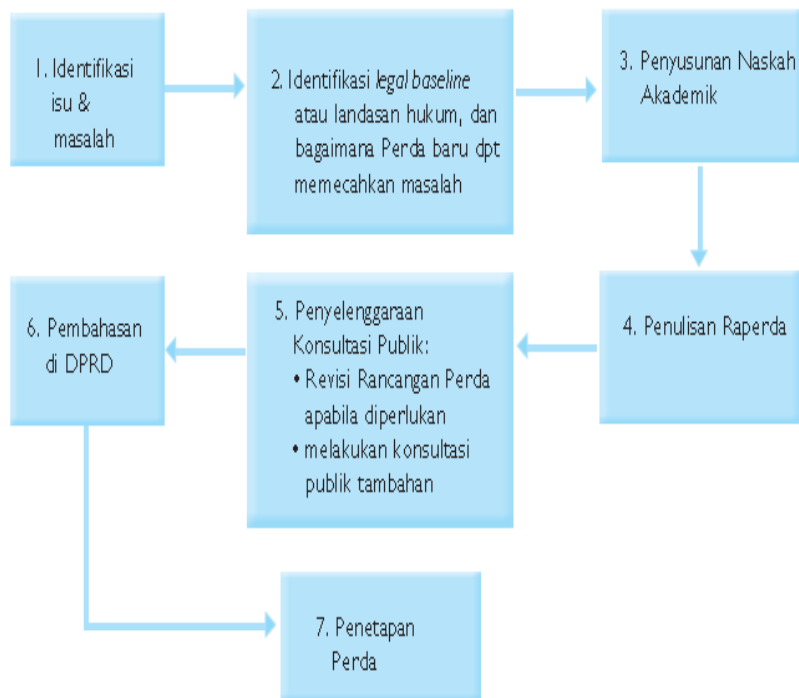 1. Identifikasi
isu &
masalah
2. Identifikasi legal baseline
atau landasan hukum, dan
bagaimana Perda baru dpt
memecahkan masalah
3. Penyusunan Naskah
Akademik
4. Penulisan Raperda
5. Penyelenggaraan
Konsultasi Publik:
• Revisi Rancangan Perda
apabila diperlukan
• melakukan konsultasi
publik tambahan
6. Pembahasan
di DPRD
7. Penetapan
Perda